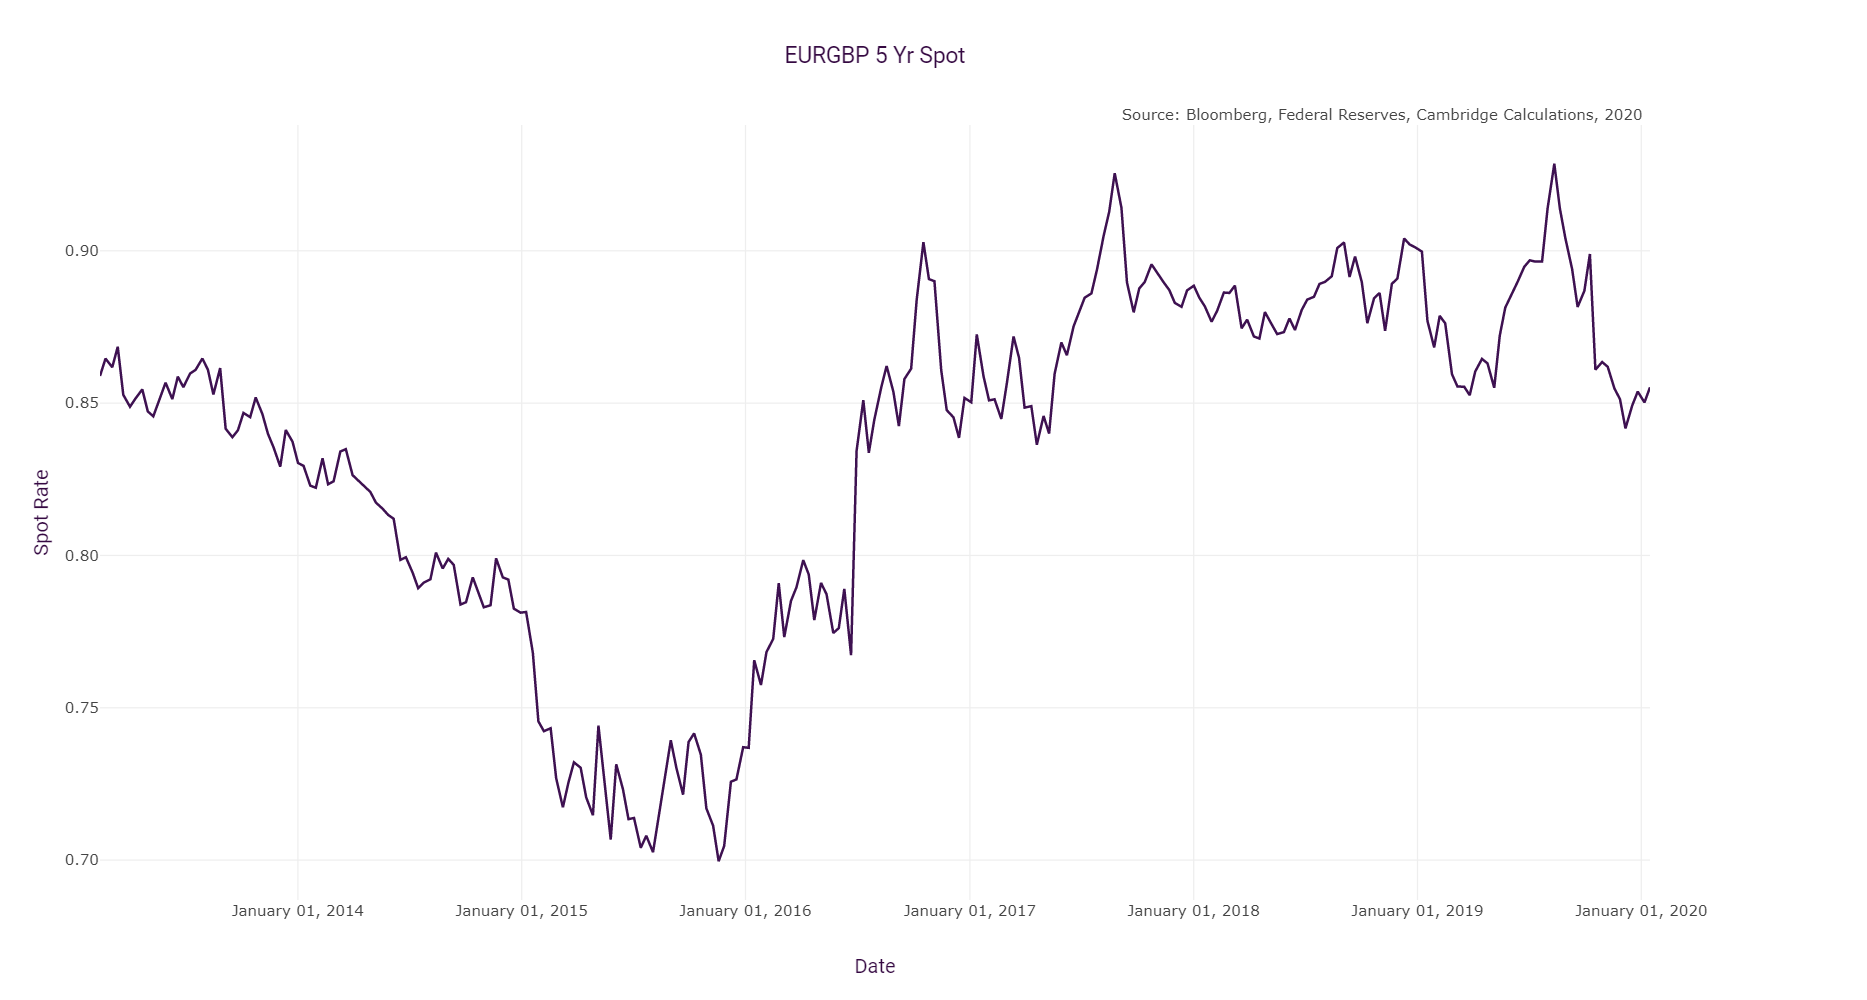 EURGBP 5 Yr Spot
Source: Bloomberg, Federal Reserves, Cambridge Calculations, 2020
0.90
0.85
0.80
0.75
0.70
Spot Rate
January 01, 2014
January 01, 2015
January 01, 2016
January 01, 2017
January 01, 2018
January 01, 2019
January 01, 2020
Date